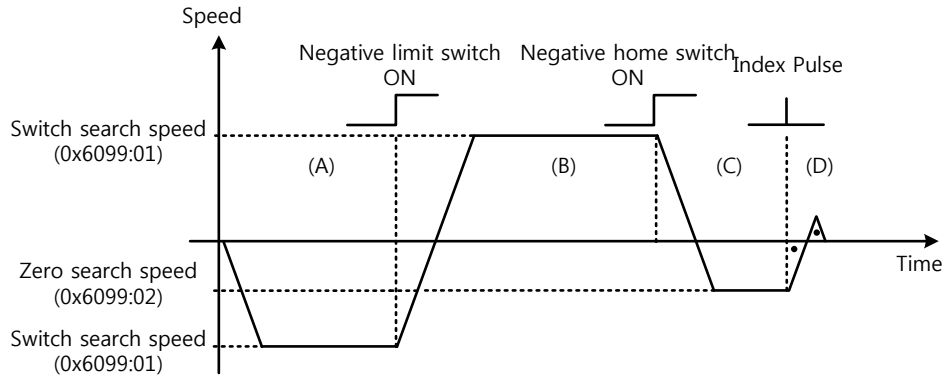 Speed
Negative limit switch
ON
Negative home switch
ON
Index Pulse
Switch search speed
(0x6099:01)
(A)
(B)
(C)
(D)
Time
Zero search speed
(0x6099:02)
Switch search speed
(0x6099:01)